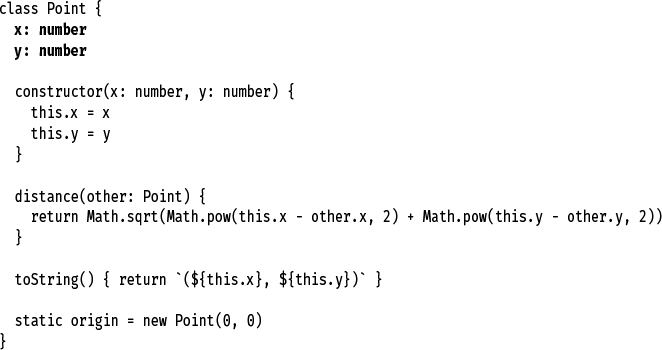 class Point {
  x: number
  y: number

  constructor(x: number, y: number) {
    this.x = x
    this.y = y
  }

  distance(other: Point) {
    return Math.sqrt(Math.pow(this.x - other.x, 2) + Math.pow(this.y - other.y, 2))
  }

  toString() { return `(${this.x}, ${this.y})` }

  static origin = new Point(0, 0)
}